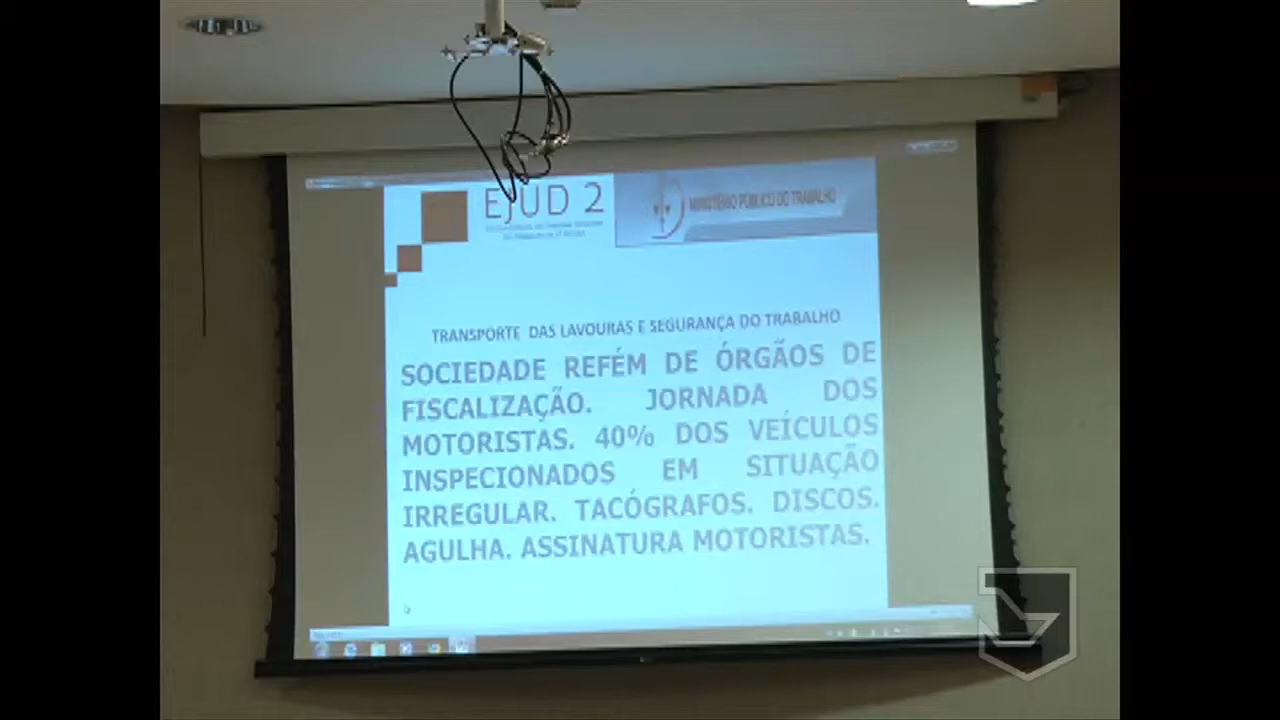 EJUD 2
MINISTÉRIO PÚBLICO DO TRABALHO
TRANSPORTE DAS LAVOURAS E SEGURANÇA DO TRABALHO
SOCIEDADE REFÉM DE ÓRGÃOS DE
FISCALIZAÇÃO. JORNADA DOS
MOTORISTAS. 40% DOS VEÍCULOS
INSPECIONADOS EM SITUAÇÃO
IRREGULAR. TACÓGRAFOS. DISCOS.
AGULHA. ASSINATURA MOTORISTAS.